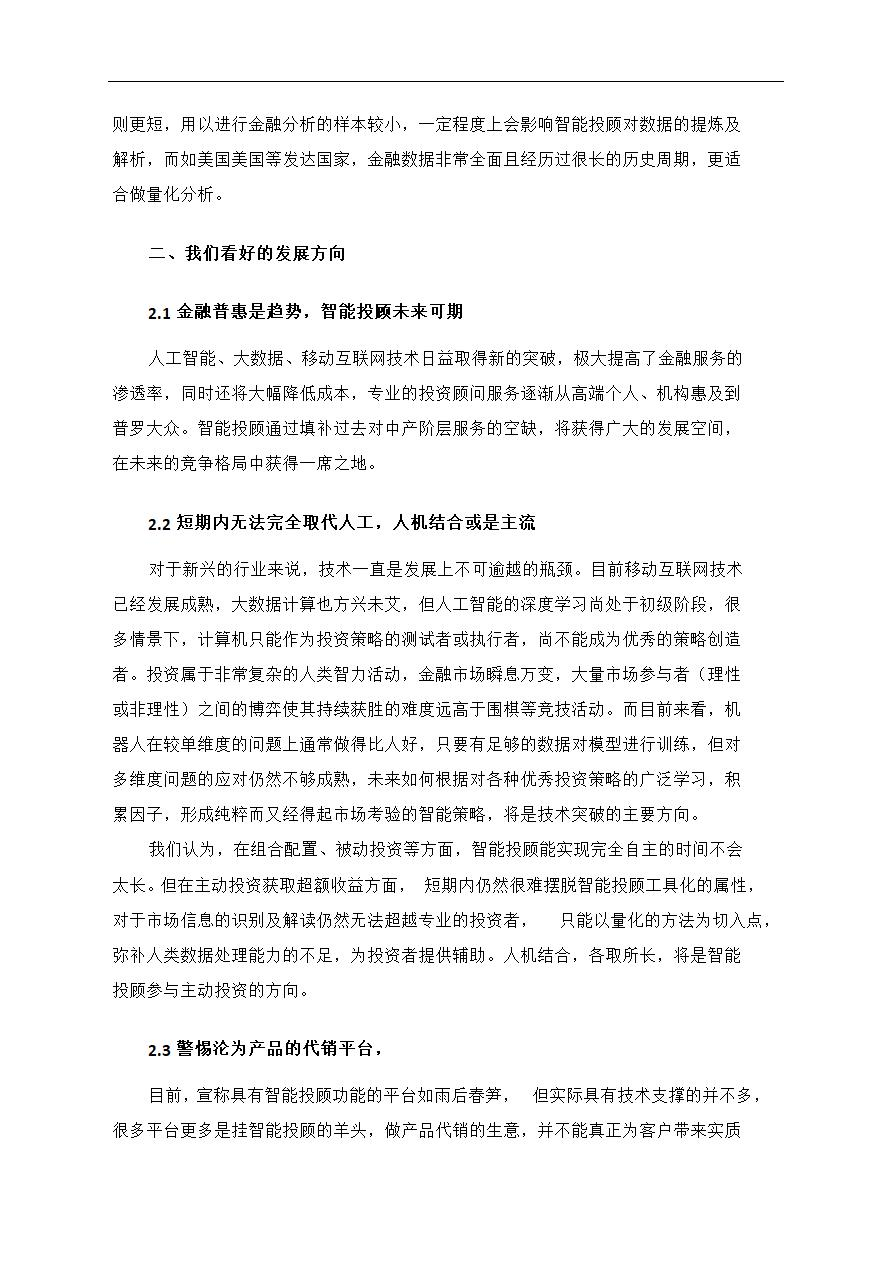 则更短，用以进行金融分析的样本较小，一定程度上会影响智能投顾对数据的提炼及
解析，而如美国美国等发达国家，金融数据非常全面且经历过很长的历史周期，更适
合做量化分析。
二、我们看好的发展方向
2.1 金融普惠是趋势，智能投顾未来可期
人工智能、大数据、移动互联网技术日益取得新的突破，极大提高了金融服务的
渗透率，同时还将大幅降低成本，专业的投资顾问服务逐渐从高端个人、机构惠及到
普罗大众。智能投顾通过填补过去对中产阶层服务的空缺，将获得广大的发展空间，
在未来的竞争格局中获得一席之地。
2.2 短期内无法完全取代人工，人机结合或是主流
对于新兴的行业来说，技术一直是发展上不可逾越的瓶颈。目前移动互联网技术
已经发展成熟，大数据计算也方兴未艾，但人工智能的深度学习尚处于初级阶段，很
多情景下，计算机只能作为投资策略的测试者或执行者，尚不能成为优秀的策略创造
者。投资属于非常复杂的人类智力活动，金融市场瞬息万变，大量市场参与者（理性
或非理性）之间的博弈使其持续获胜的难度远高于围棋等竞技活动。而目前来看，机
器人在较单维度的问题上通常做得比人好，只要有足够的数据对模型进行训练，但对
多维度问题的应对仍然不够成熟，未来如何根据对各种优秀投资策略的广泛学习，积
累因子，形成纯粹而又经得起市场考验的智能策略，将是技术突破的主要方向。
我们认为，在组合配置、被动投资等方面，智能投顾能实现完全自主的时间不会
太长。但在主动投资获取超额收益方面， 短期内仍然很难摆脱智能投顾工具化的属性，
对于市场信息的识别及解读仍然无法超越专业的投资者， 只能以量化的方法为切入点，
弥补人类数据处理能力的不足，为投资者提供辅助。人机结合，各取所长，将是智能
投顾参与主动投资的方向。
2.3 警惕沦为产品的代销平台，
目前，宣称具有智能投顾功能的平台如雨后春笋， 但实际具有技术支撑的并不多，
很多平台更多是挂智能投顾的羊头，做产品代销的生意，并不能真正为客户带来实质